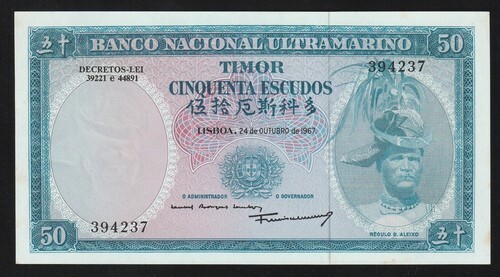 五十 BANCO NACIONAL ULTRAMARINO 50
DECRETOS-LEI
39221 e 44891
TIMOR
394237
CINQUENTA ESCUDOS
伍拾厄斯科多
LISBOA, 24 de OUTUBRO de 1967
O ADMINISTRADOR O GOVERNADOR
394237
50
RÉGULO D. ALEIXO
五十